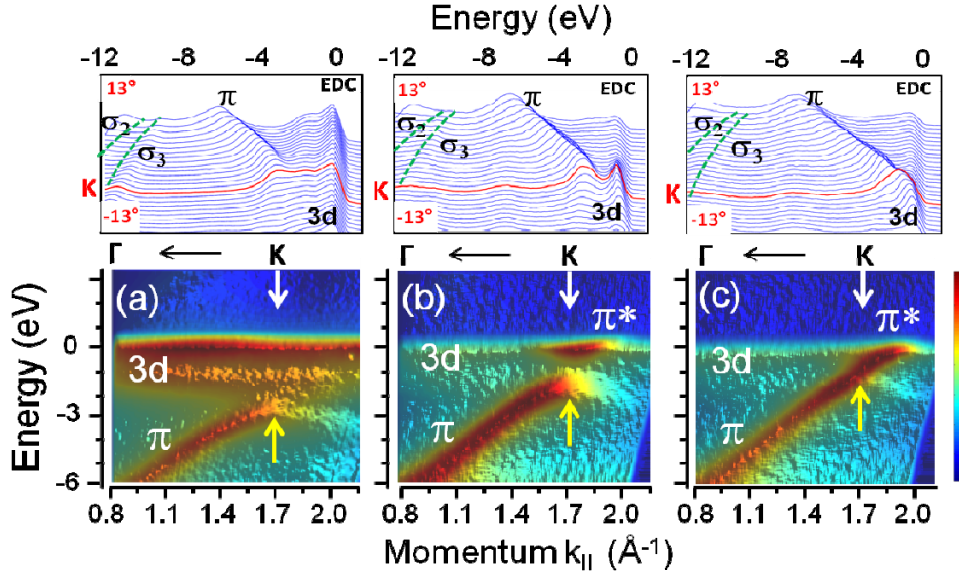 Energy (eV)
-12 -8 -4 0 -12 -8 -4 0 -12 -8 -4 0
13° EDC 13° EDC 13° EDC
π π π
σ2 σ2 σ2
σ3 σ3 σ3
K K K
-13° 3d -13° 3d -13° 3d
Γ ← K Γ ← K Γ ← K
(a) (b) (c)
π* π*
0
3d 3d 3d
-3
π π π
-6
Energy (eV)
0.8 1.1 1.4 1.7 2.0 0.8 1.1 1.4 1.7 2.0 0.8 1.1 1.4 1.7 2.0
Momentum k|| (Å-1)